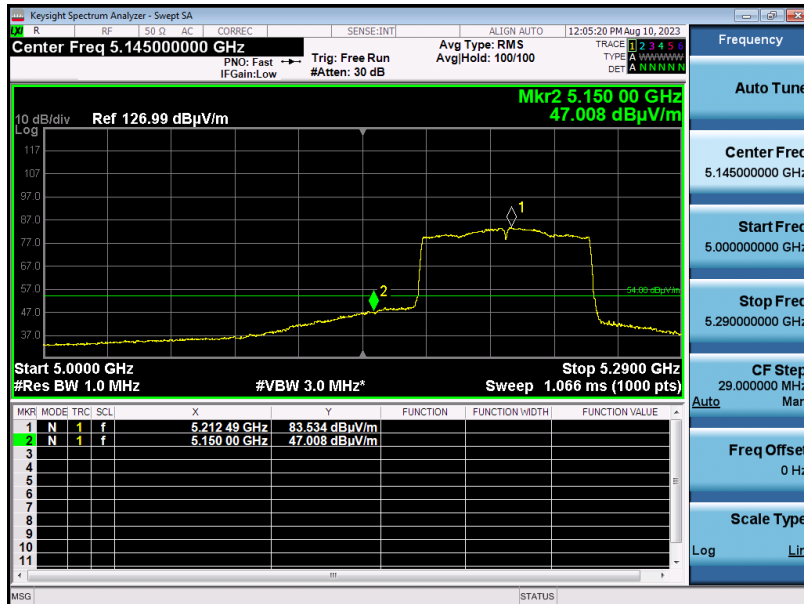 Keysight Spectrum Analyzer - Swept SA
LXI R RF 50 Ω AC CORREC SENSE:INT ALIGN AUTO 12:05:20 PM Aug 10, 2023
Center Freq 5.145000000 GHz
PNO: Fast
IFGain:Low
Trig: Free Run
#Atten: 30 dB
Avg Type: RMS
Avg|Hold: 100/100
TRACE 1 2 3 4 5 6
TYPE A WWWWW
DET A N N N N N
Mkr2 5.150 00 GHz
47.008 dBµV/m
10 dB/div Ref 126.99 dBµV/m
Log
117
107
97.0
87.0
77.0
67.0
57.0
47.0
37.0
1
2
54.00 dBµV/m
Start 5.0000 GHz Stop 5.2900 GHz
#Res BW 1.0 MHz #VBW 3.0 MHz* Sweep 1.066 ms (1000 pts)
MKR MODE TRC SCL X Y FUNCTION FUNCTION WIDTH FUNCTION VALUE
1 N 1 f 5.212 49 GHz 83.534 dBµV/m
2 N 1 f 5.150 00 GHz 47.008 dBµV/m
3
4
5
6
7
8
9
10
11
MSG STATUS
Frequency
Auto Tune
Center Freq
5.145000000 GHz
Start Freq
5.000000000 GHz
Stop Freq
5.290000000 GHz
CF Step
29.000000 MHz
Auto Man
Freq Offset
0 Hz
Scale Type
Log Lin